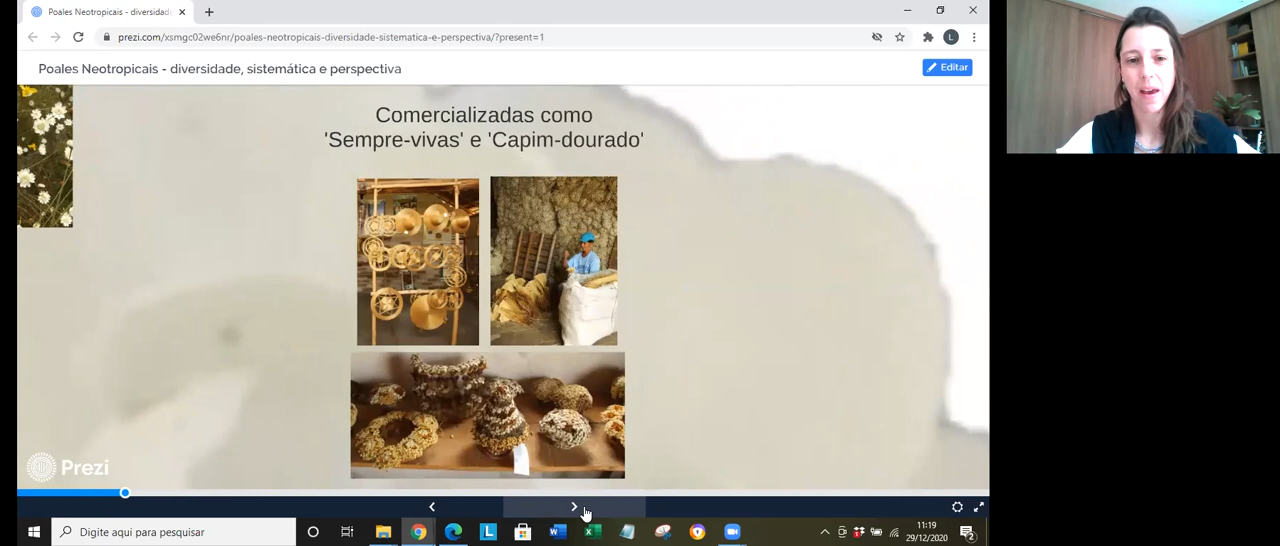 Poales Neotropicais - diversidade
prezi.com/xsmgc02we6nr/poales-neotropicais-diversidade-sistematica-e-perspectiva/?present=1
L
Poales Neotropicais - diversidade, sistemática e perspectiva
Editar
Comercializadas como
'Sempre-vivas' e 'Capim-dourado'
Prezi
Digite aqui para pesquisar
11:19
29/12/2020
2